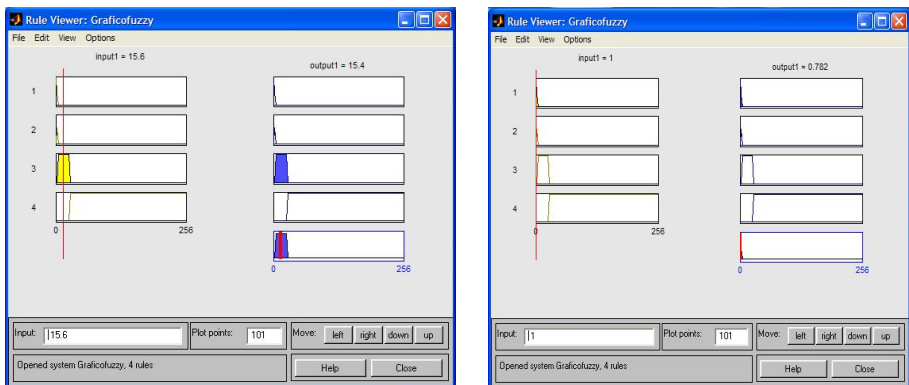 Rule Viewer: Graficofuzzy
File Edit View Options
input1 = 15.6
output1 = 15.4
1
2
3
4
0
256
0
256
Input: 15.6
Plot points: 101
Move: left right down up
Opened system Graficofuzzy, 4 rules
Help
Close
Rule Viewer: Graficofuzzy
File Edit View Options
input1 = 1
output1 = 0.782
1
2
3
4
0
256
0
256
Input: 1
Plot points: 101
Move: left right down up
Opened system Graficofuzzy, 4 rules
Help
Close